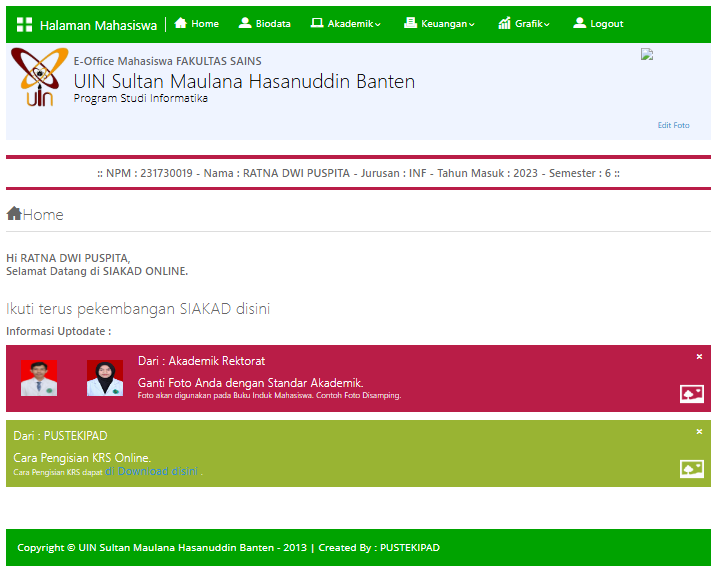 Halaman Mahasiswa
Home
Biodata
Akademik
Keuangan
Grafik
Logout
uin
E-Office Mahasiswa FAKULTAS SAINS
UIN Sultan Maulana Hasanuddin Banten
Program Studi Informatika
Edit Foto
:: NPM : 231730019 - Nama : RATNA DWI PUSPITA - Jurusan : INF - Tahun Masuk : 2023 - Semester : 6 ::
Home
Hi RATNA DWI PUSPITA,
Selamat Datang di SIAKAD ONLINE.
Ikuti terus pekembangan SIAKAD disini
Informasi Uptodate :
Dari : Akademik Rektorat
Ganti Foto Anda dengan Standar Akademik.
Foto akan digunakan pada Buku Induk Mahasiswa. Contoh Foto Disamping.
Dari : PUSTEKIPAD
Cara Pengisian KRS Online.
Cara Pengisian KRS dapat di Download disini .
Copyright © UIN Sultan Maulana Hasanuddin Banten - 2013 | Created By : PUSTEKIPAD